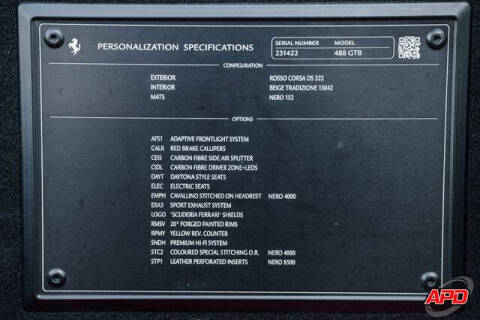 PERSONALIZATION SPECIFICATIONS
SERIAL NUMBER MODEL
231422 488 GTB
CONFIGURATION
EXTERIOR ROSSO CORSA DS 322
INTERIOR BEIGE TRADIZIONE 13042
MATS NERO 152
OPTIONS
AFS1 ADAPTIVE FRONTLIGHT SYSTEM
CALR RED BRAKE CALLIPERS
CEIS CARBON FIBRE SIDE AIR SPLITTER
CIDL CARBON FIBRE DRIVER ZONE+LEDS
DAYT DAYTONA STYLE SEATS
ELEC ELECTRIC SEATS
EMPH CAVALLINO STITCHED ON HEADREST NERO 4000
EXA3 SPORT EXHAUST SYSTEM
LOGO 'SCUDERIA FERRARI' SHIELDS
RMSV 20" FORGED PAINTED RIMS
RPMY YELLOW REV. COUNTER
SNDH PREMIUM HI-FI SYSTEM
STC2 COLOURED SPECIAL STITCHING O.R. NERO 4000
STP1 LEATHER PERFORATED INSERTS NERO 8500
APD